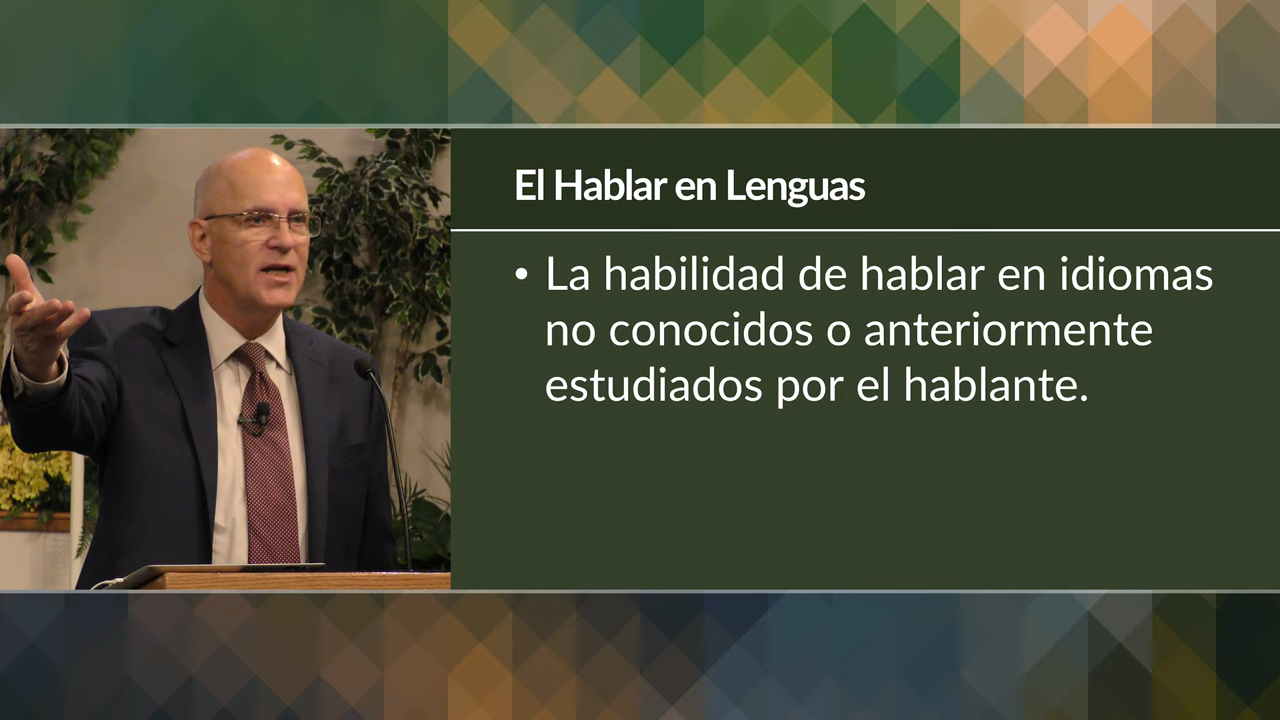 El Hablar en Lenguas
• La habilidad de hablar en idiomas
no conocidos o anteriormente
estudiados por el hablante.